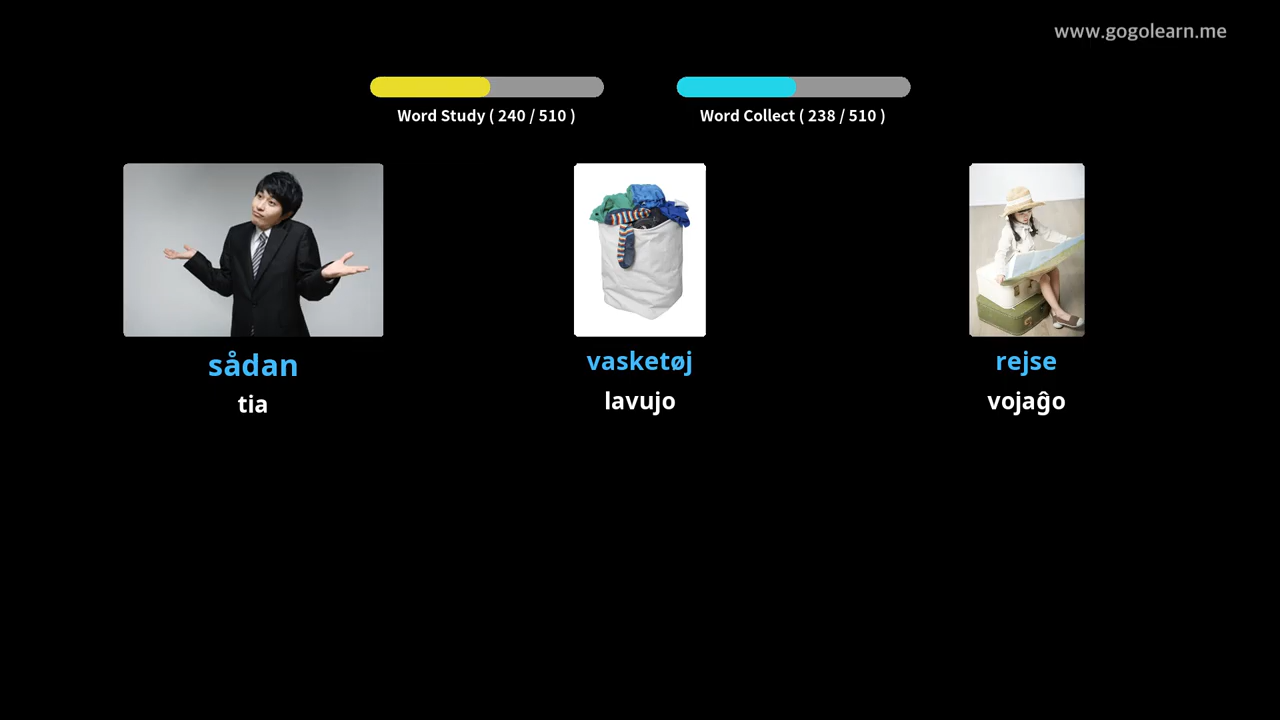 www.gogolearn.me
Word Study ( 240 / 510 )
Word Collect ( 238 / 510 )
sådan
tia
vasketøj
lavujo
rejse
vojaĝo